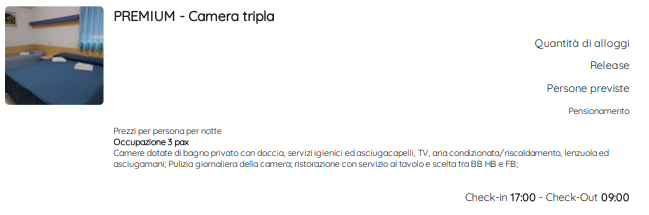 PREMIUM - Camera tripla
Quantità di alloggi
Release
Persone previste
Pensionamento
Prezzi per persona per notte
Occupazione 3 pax
Camere dotate di bagno privato con doccia, servizi igienici ed asciugacapelli, TV, aria condizionata/riscaldamento, lenzuola ed
asciugamani; Pulizia giornaliera della camera; ristorazione con servizio al tavolo e scelta tra BB HB e FB;
Check-in 17:00 - Check-Out 09:00